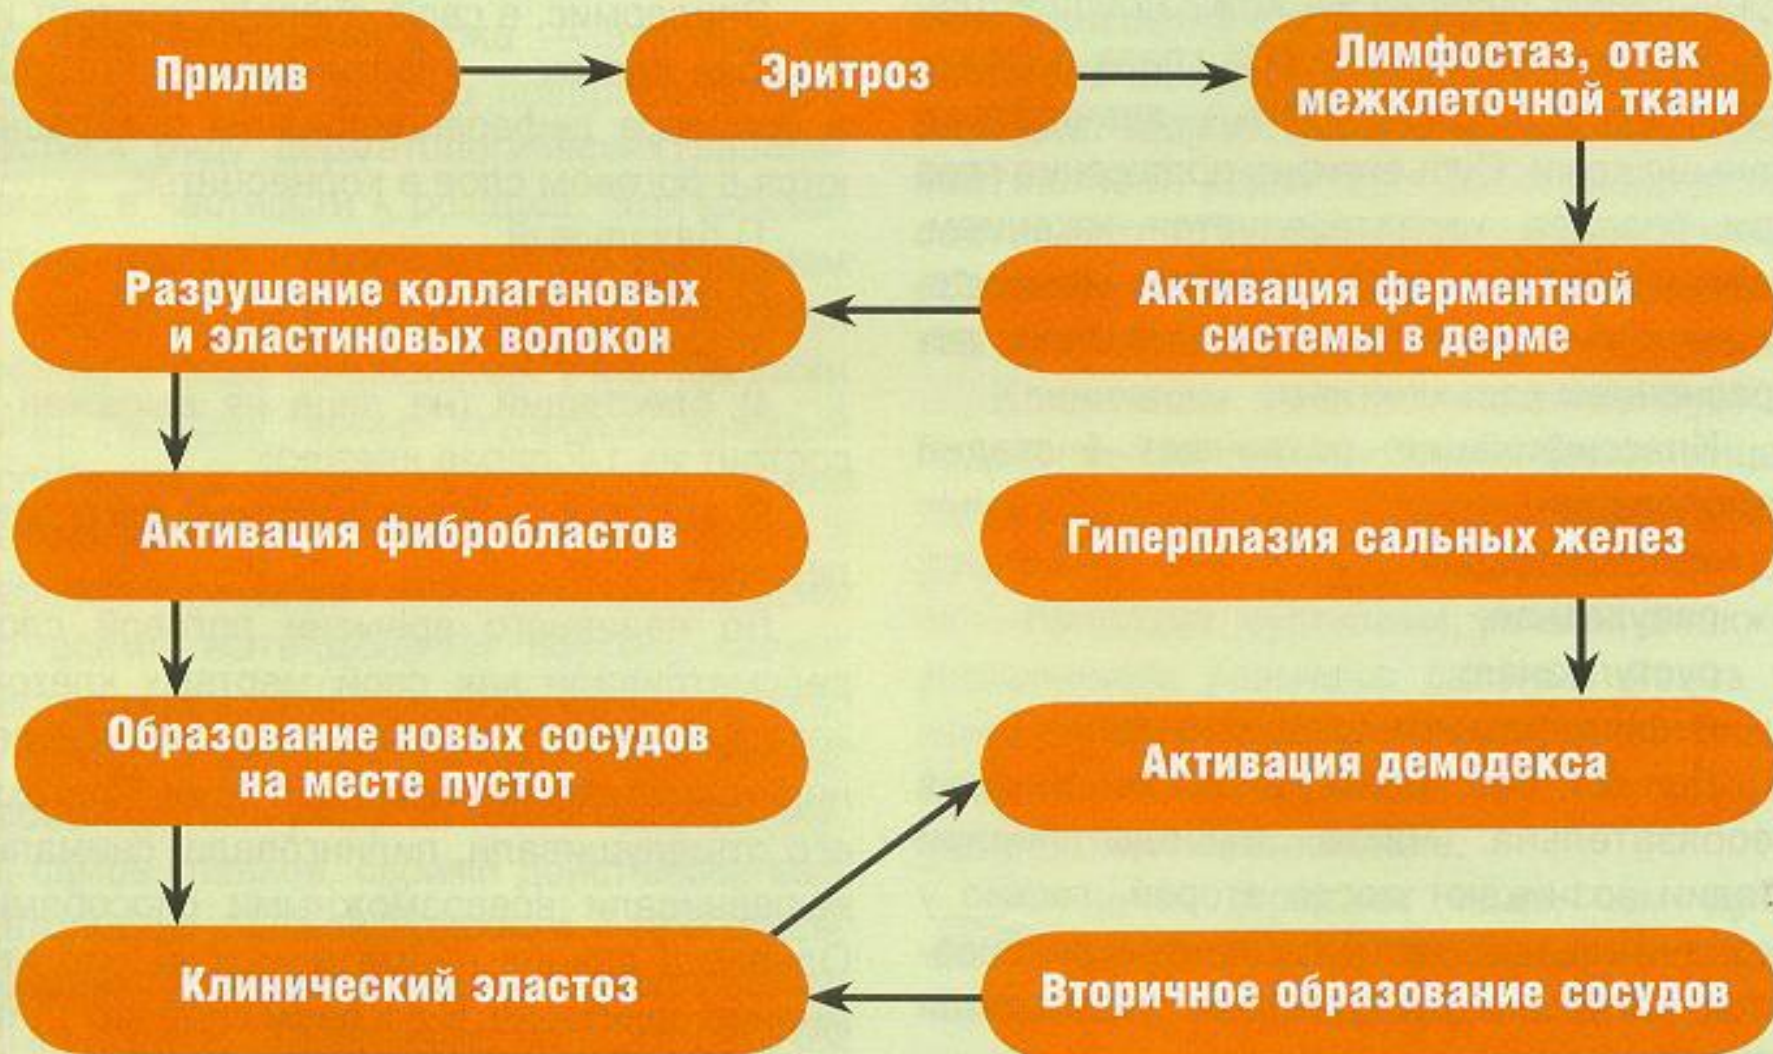 Прилив
Эритроз
Лимфостаз, отек
межклеточной ткани
Разрушение коллагеновых
и эластиновых волокон
Активация ферментной
системы в дерме
Активация фибробластов
Гиперплазия сальных желез
Образование новых сосудов
на месте пустот
Активация демодекса
Клинический эластоз
Вторичное образование сосудов